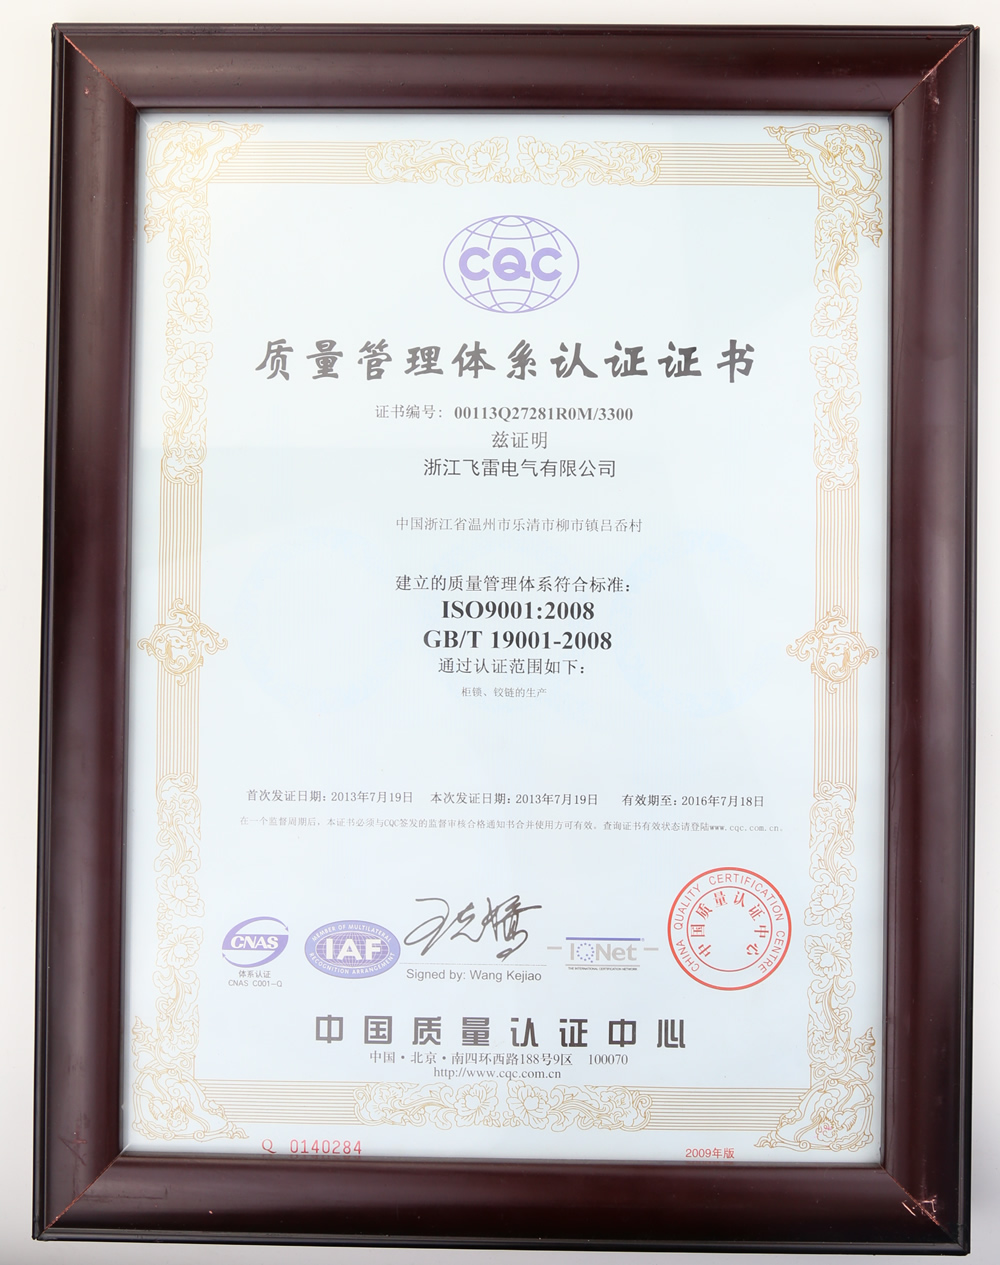 CQC
质量管理体系认证证书
证书编号：00113Q27281R0M/3300
兹证明
浙江飞雷电气有限公司
中国浙江省温州市乐清市柳市镇吕岙村
建立的质量管理体系符合标准：
ISO9001:2008
GB/T 19001-2008
通过认证范围如下：
柜锁、铰链的生产
首次发证日期：2013年7月19日 本次发证日期：2013年7月19日 有效期至：2016年7月18日
在一个监督周期后，本证书必须与CQC签发的监督审核合格通知书合并使用方可有效。查询证书有效状态请登陆www.cqc.com.cn.
CNAS
体系认证
CNAS C001-Q
MEMBER OF MULTILATERAL
IAF
RECOGNITION ARRANGEMENT
Signed by: Wang Kejiao
IQNet
THE INTERNATIONAL CERTIFICATION NETWORK
CHINA QUALITY CERTIFICATION CENTRE
中国质量认证中心
中国质量认证中心
中国·北京·南四环西路188号9区 100070
http://www.cqc.com.cn
Q 0140284
2009年版